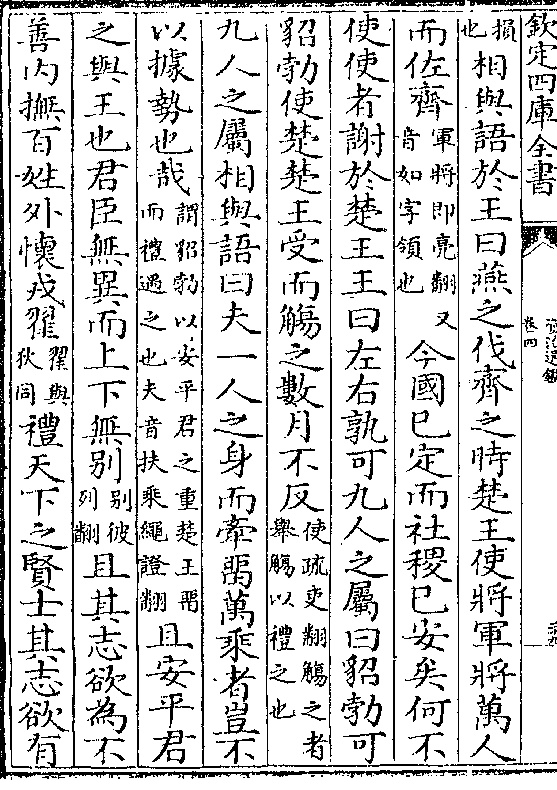 欽定四庫全書
卷四
損也相與語於王曰燕之伐齊之時楚王使將軍將萬人
而佐齊軍將即亮翻又音如字領也今國已定而社稷已安矣何不
使使者謝於楚王王曰左右孰可九人之屬曰貂勃可
貂勃使楚楚王受而觴之數月不反使疏吏翻觴之者舉觴以禮之也
九人之屬相與語曰夫一人之身而牽留萬乘者豈不
以據勢也哉謂貂勃以安平君之重楚王畱而禮遇之也夫音扶乘繩證翻且安平君
之與王也君臣無異而上下無別別彼列翻且其志欲為不
善内撫百姓外懷戎翟翟與狄同禮天下之賢士其志欲有